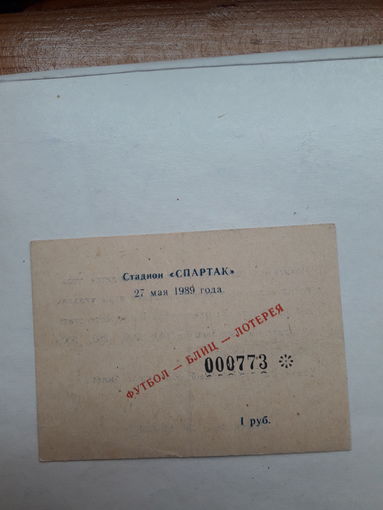 Стадион «СПАРТАК»
27 мая 1989 года.
ФУТБОЛ — БЛИЦ — ЛОТЕРЕЯ
000773 *
1 руб.